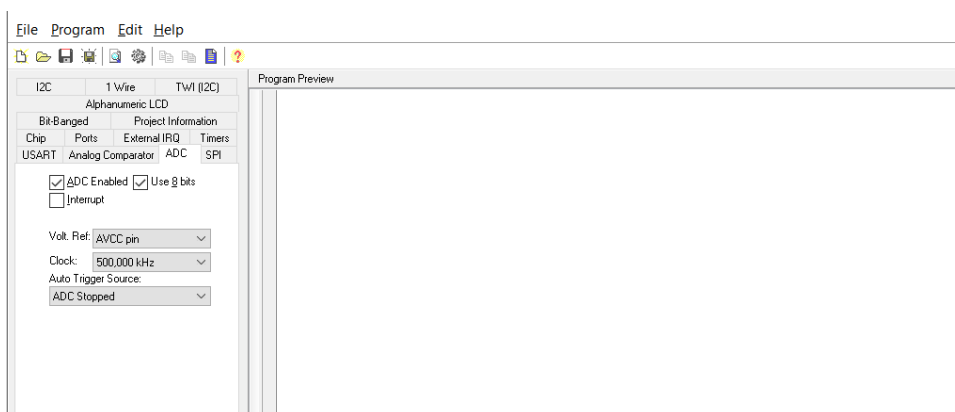 File Program Edit Help
Program Preview
I2C 1 Wire TWI (I2C)
Alphanumeric LCD
Bit-Banged Project Information
Chip Ports External IRQ Timers
USART Analog Comparator ADC SPI
ADC Enabled Use 8 bits
Interrupt
Volt. Ref: AVCC pin
Clock: 500,000 kHz
Auto Trigger Source:
ADC Stopped